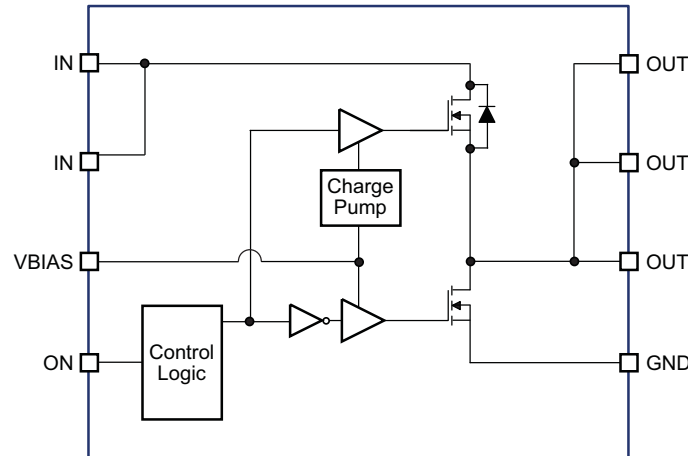 IN
OUT
IN
OUT
Charge
Pump
VBIAS
OUT
Control
Logic
ON
GND